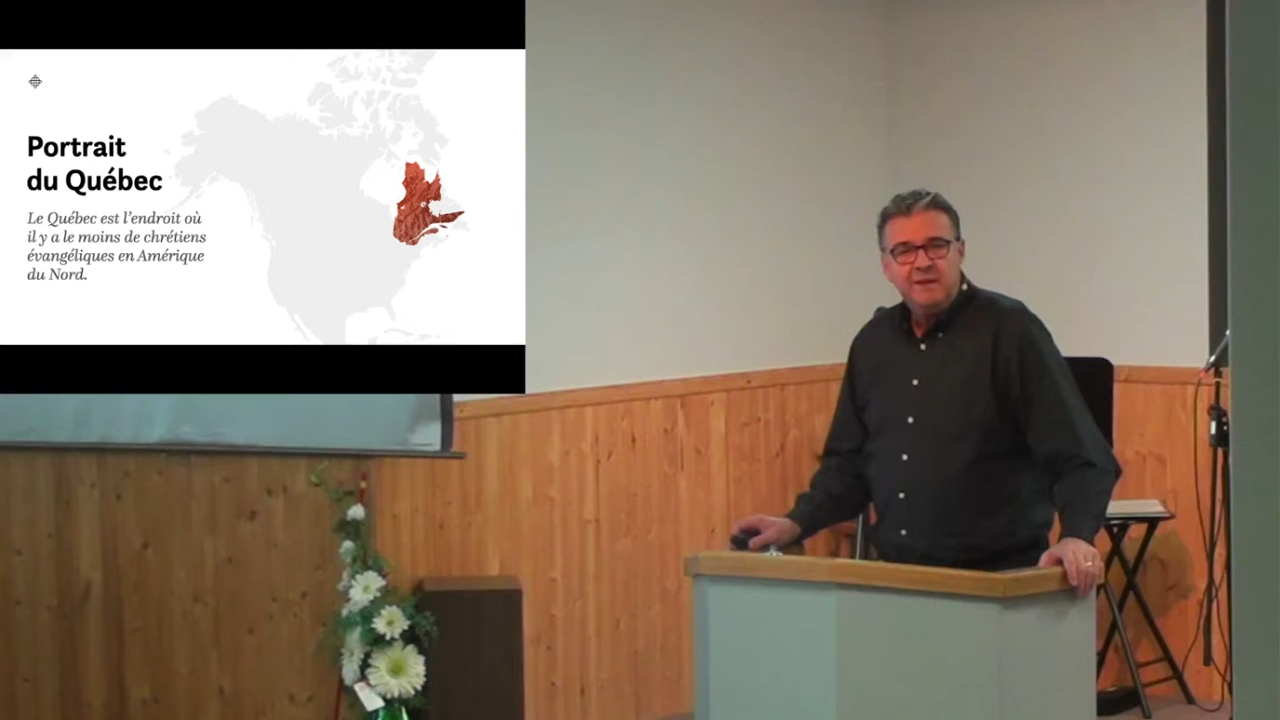 Portrait
du Québec
Le Québec est l'endroit où
il y a le moins de chrétiens
évangéliques en Amérique
du Nord.